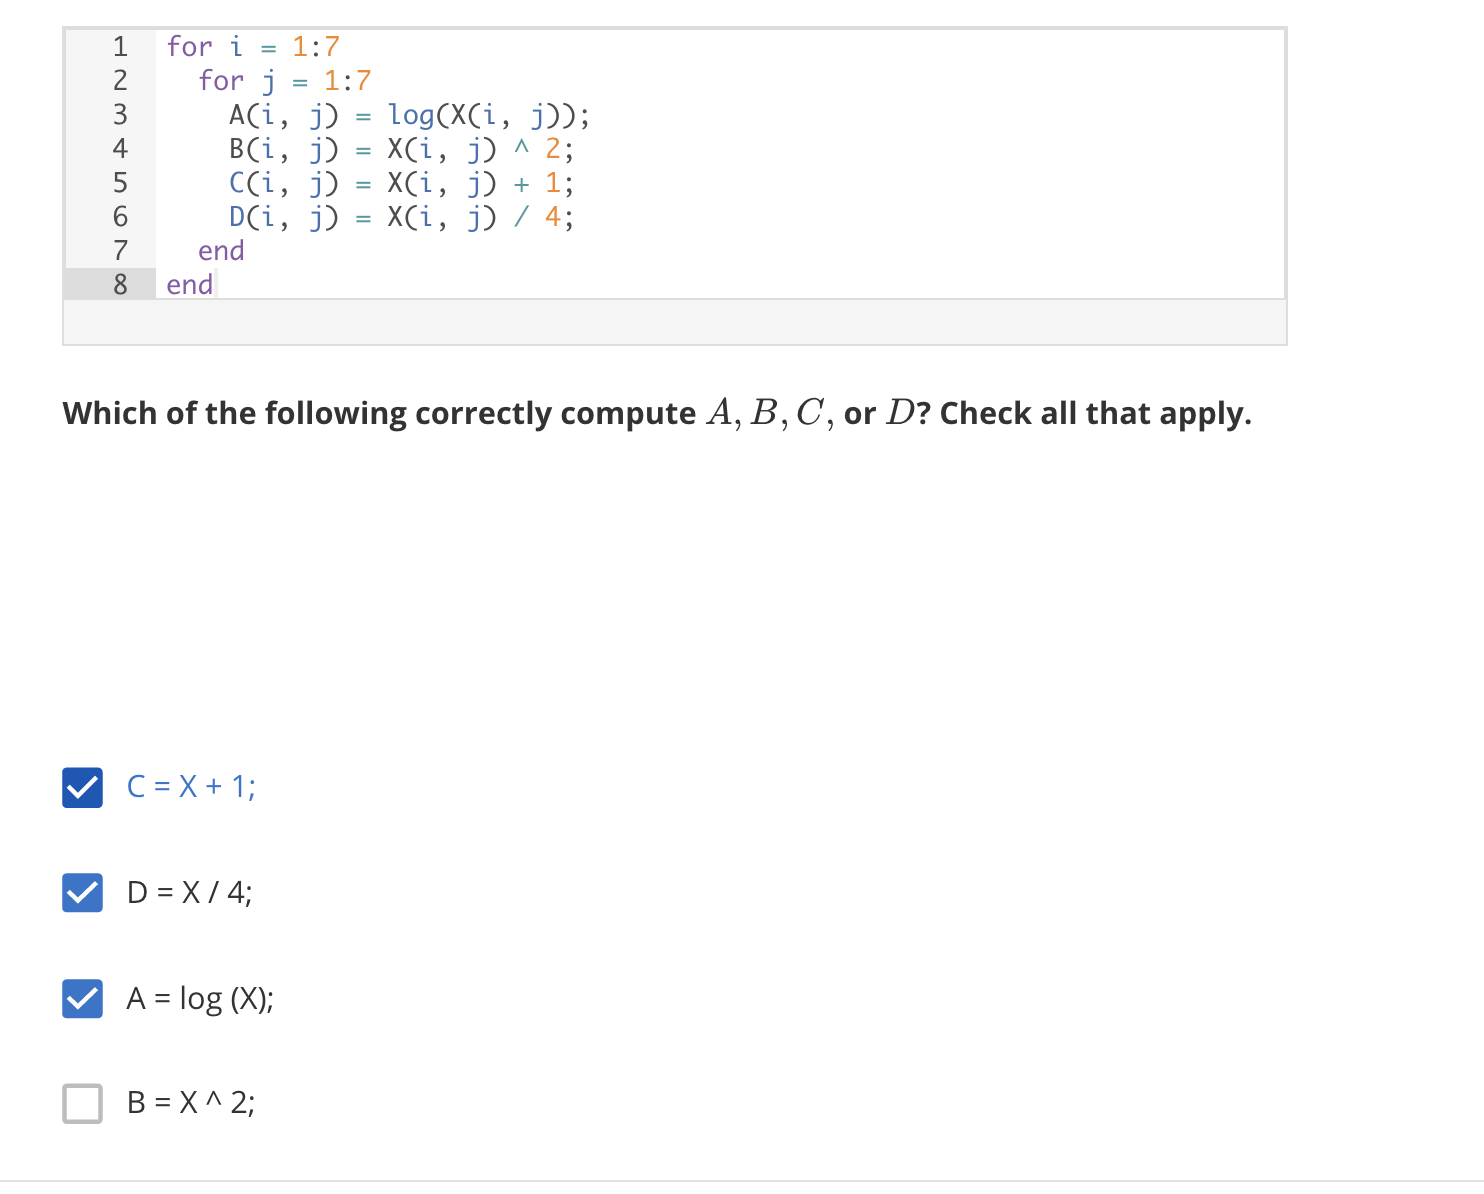 1 for i = 1:7
2 for j = 1:7
3 A(i, j) = log(X(i, j));
4 B(i, j) = X(i, j) ^ 2;
5 C(i, j) = X(i, j) + 1;
6 D(i, j) = X(i, j) / 4;
7 end
8 end
Which of the following correctly compute A, B, C, or D? Check all that apply.
C = X + 1;
D = X / 4;
A = log (X);
B = X ^ 2;